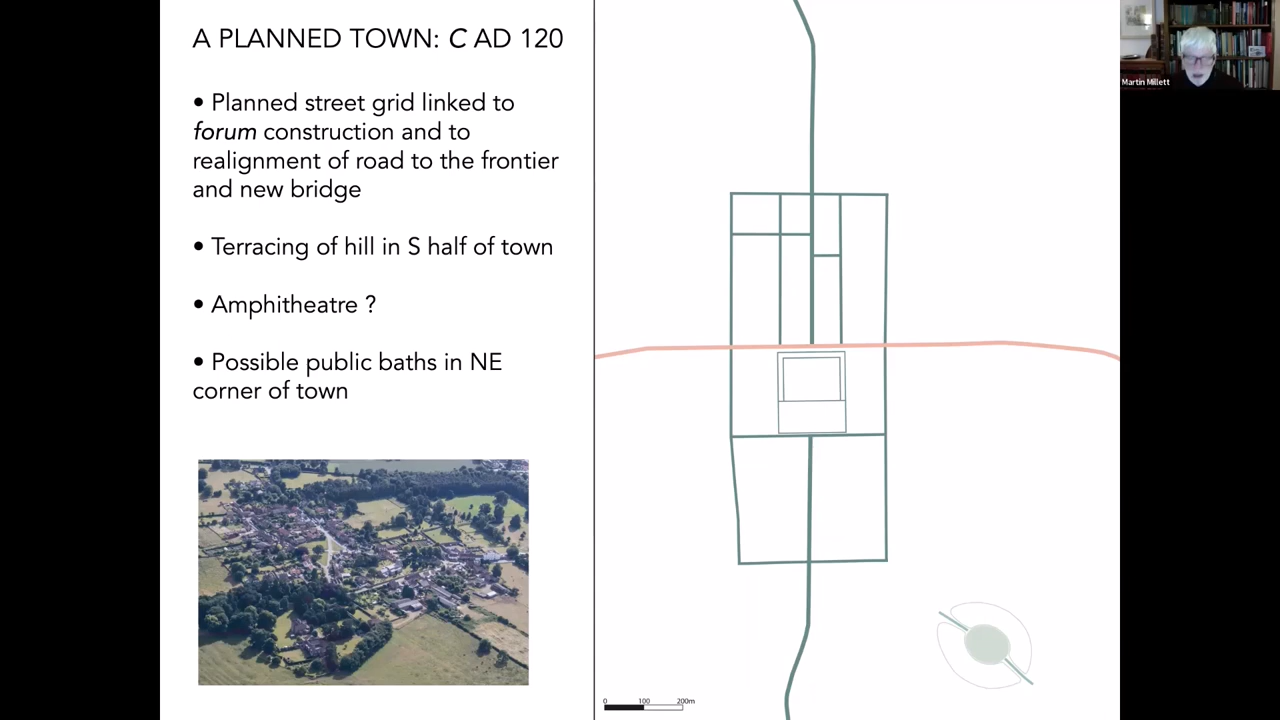 A PLANNED TOWN: C AD 120
• Planned street grid linked to
forum construction and to
realignment of road to the frontier
and new bridge
• Terracing of hill in S half of town
• Amphitheatre ?
• Possible public baths in NE
corner of town
0 100 200m
Martin Millett